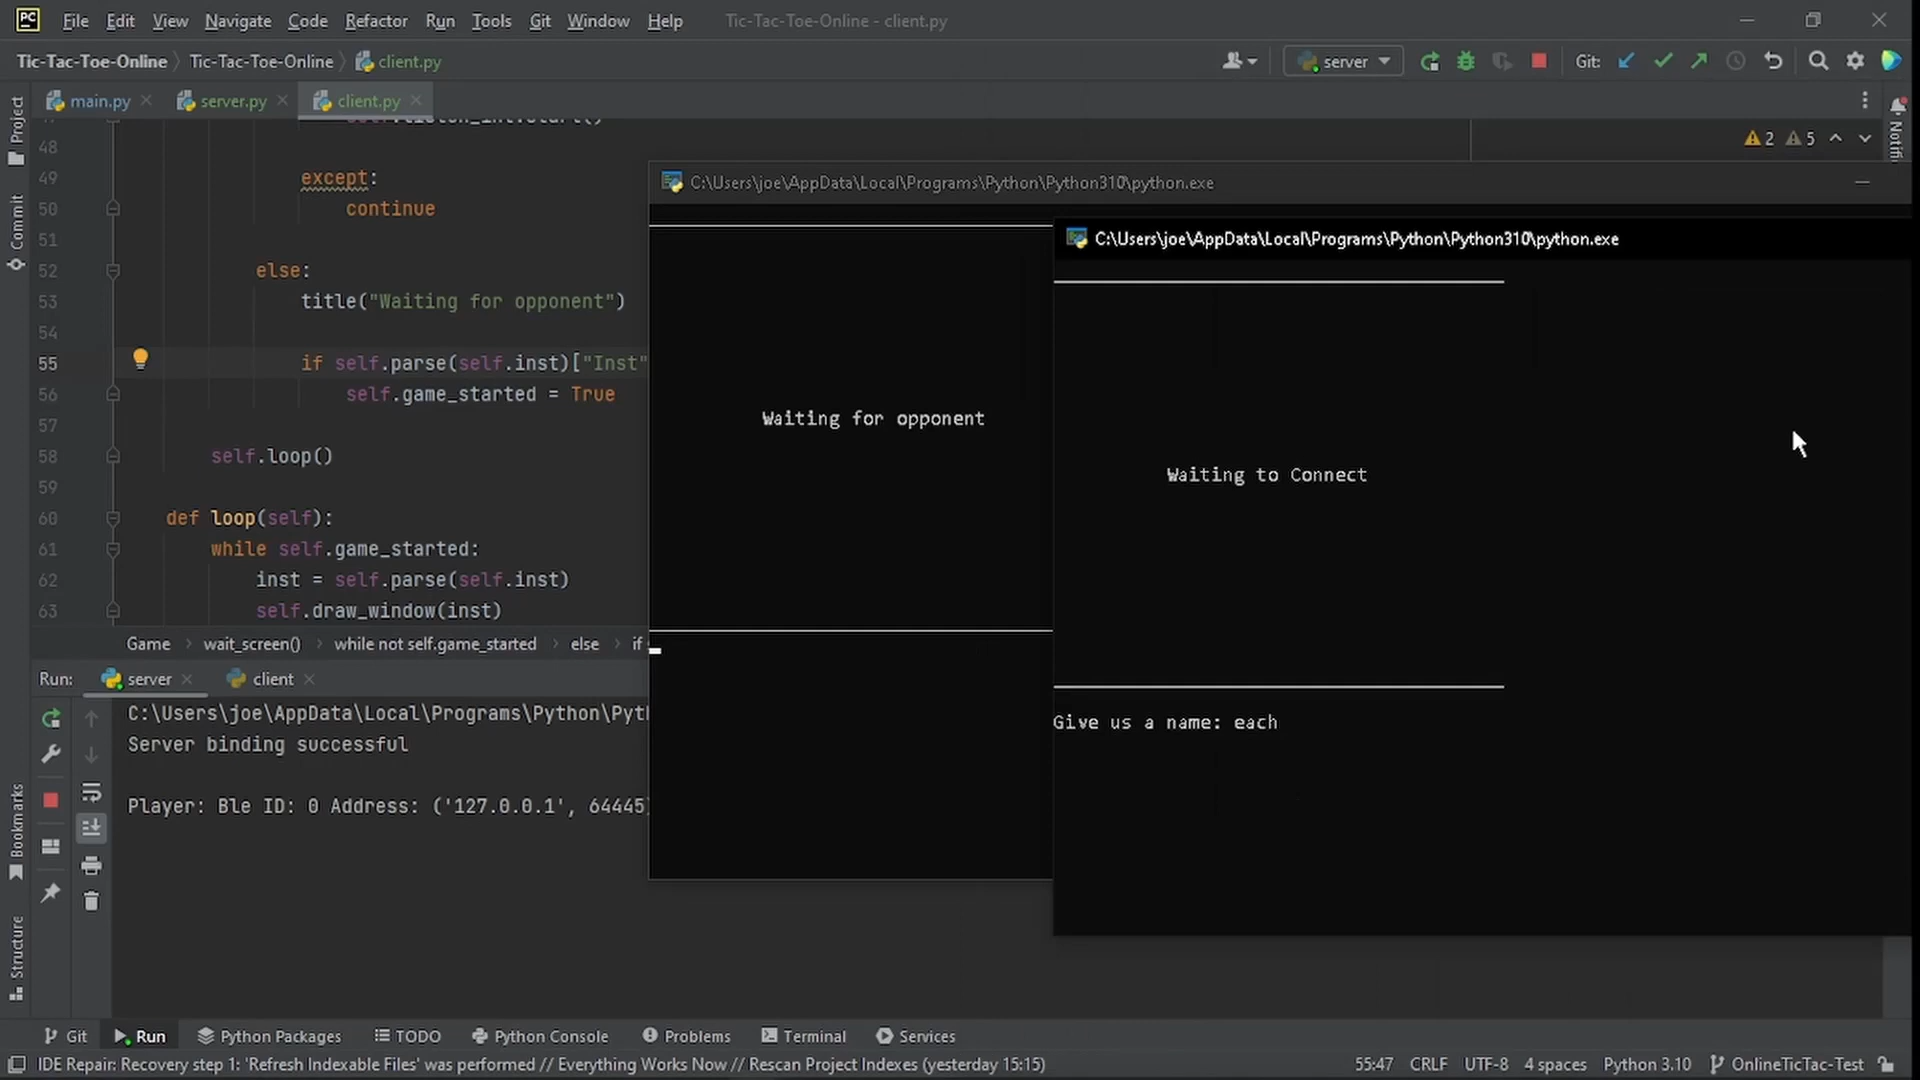 PC File Edit View Navigate Code Refactor Run Tools Git Window Help Tic-Tac-Toe-Online - client.py
Tic-Tac-Toe-Online Tic-Tac-Toe-Online client.py server Git:
main.py server.py client.py
Project
Commit
Bookmarks
Structure
Notifi
2 5
48
49 except:
50 continue
51
52 else:
53 title("Waiting for opponent")
54
55 if self.parse(self.inst)["Inst"
56 self.game_started = True
57
58 self.loop()
59
60 def loop(self):
61 while self.game_started:
62 inst = self.parse(self.inst)
63 self.draw_window(inst)
Game wait_screen() while not self.game_started else if
C:\Users\joe\AppData\Local\Programs\Python\Python310\python.exe
Waiting for opponent
C:\Users\joe\AppData\Local\Programs\Python\Python310\python.exe
Waiting to Connect
Give us a name: each
Run: server client
C:\Users\joe\AppData\Local\Programs\Python\Pyt
Server binding successful
Player: Ble ID: 0 Address: ('127.0.0.1', 64445)
Git Run Python Packages TODO Python Console Problems Terminal Services
IDE Repair: Recovery step 1: 'Refresh Indexable Files' was performed // Everything Works Now // Rescan Project Indexes (yesterday 15:15) 55:47 CRLF UTF-8 4 spaces Python 3.10 OnlineTicTac-Test